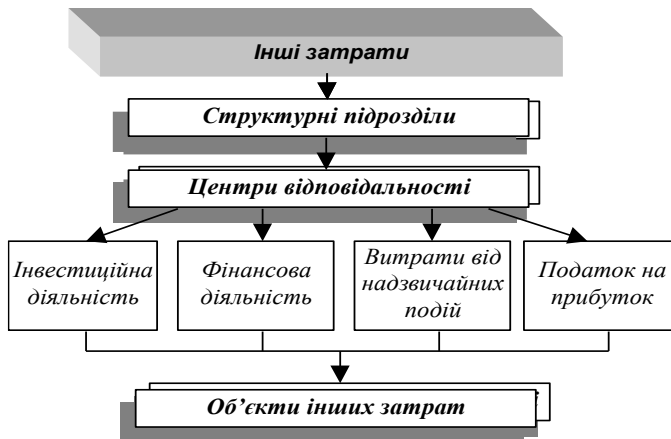 Інші затрати
Структурні підрозділи
Центри відповідальності
Інвестиційна
діяльність
Фінансова
діяльність
Витрати від
надзвичайних
подій
Податок на
прибуток
Об’єкти інших затрат